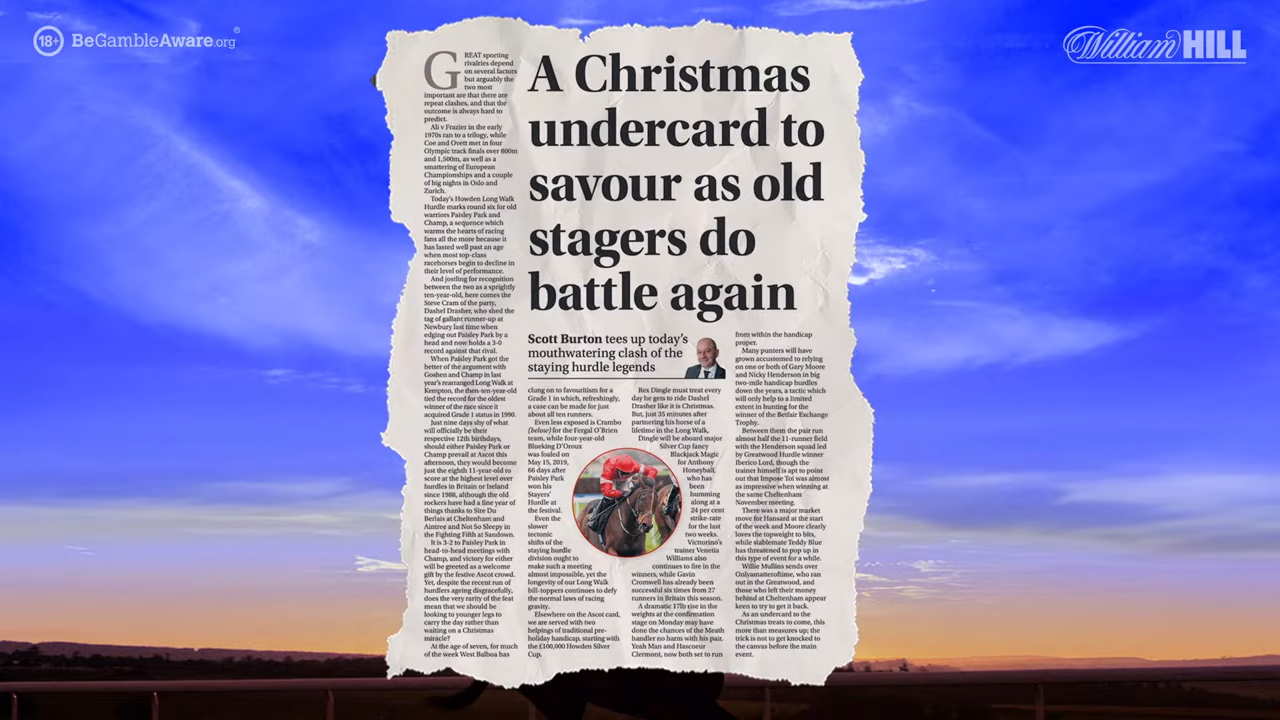 18+ BeGambleAware.org®
William HILL
A Christmas
undercard to
savour as old
stagers do
battle again
Scott Burton tees up today's
mouthwatering clash of the
staying hurdle legends
GREAT sporting
rivalries depend
on several factors
but arguably the
two most
important are that there are
repeat clashes, and that the
outcome is always hard to
predict.
Ali v Frazier in the early
1970s ran to a trilogy, while
Coe and Ovett met in four
Olympic track finals over 800m
and 1,500m, as well as a
smattering of European
Championships and a couple
of big nights in Oslo and
Zurich.
Today's Howden Long Walk
Hurdle marks round six for old
warriors Paisley Park and
Champ, a sequence which
warms the hearts of racing
fans all the more because it
has lasted well past an age
when most top-class
racehorses begin to decline in
their level of performance.
And jostling for recognition
between the two as a sprightly
ten-year-old, here comes the
Steve Cram of the party,
Dashel Drasher, who shed the
tag of gallant runner-up at
Newbury last time when
edging out Paisley Park by a
head and now holds a 3-0
record against that rival.
When Paisley Park got the
better of the argument with
Goshen and Champ in last
year's rearranged Long Walk at
Kempton, the then-ten-year-old
tied the record for the oldest
winner of the race since it
acquired Grade 1 status in 1990.
Just nine days shy of what
will officially be their
respective 12th birthdays,
should either Paisley Park or
Champ prevail at Ascot this
afternoon, they would become
just the eighth 11-year-old to
score at the highest level over
hurdles in Britain or Ireland
since 1988, although the old
rockers have had a fine year of
things thanks to Sire Du
Berlais at Cheltenham and
Aintree and Not So Sleepy in
the Fighting Fifth at Sandown.
It is 3-2 to Paisley Park in
head-to-head meetings with
Champ, and victory for either
will be greeted as a welcome
gift by the festive Ascot crowd.
Yet, despite the recent run of
hurdlers ageing disgracefully,
does the very rarity of the feat
mean that we should be
looking to younger legs to
carry the day rather than
waiting on a Christmas
miracle?
At the age of seven, for much
of the week West Balboa has
clung on to favouritism for a
Grade 1 in which, refreshingly,
a case can be made for just
about all ten runners.
Even less exposed is Crambo
(below) for the Fergal O'Brien
team, while four-year-old
Blueking D'Oroux
was foaled on
May 15, 2019,
66 days after
Paisley Park
won his
Stayers'
Hurdle at
the festival.
Even the
slower
tectonic
shifts of the
staying hurdle
division ought to
make such a meeting
almost impossible, yet the
longevity of our Long Walk
bill-toppers continues to defy
the normal laws of racing
gravity.
Elsewhere on the Ascot card,
we are served with two
helpings of traditional pre-
holiday handicap, starting with
the £100,000 Howden Silver
Cup.
Rex Dingle must treat every
day he gets to ride Dashel
Drasher like it is Christmas.
But, just 35 minutes after
partnering his horse of a
lifetime in the Long Walk,
Dingle will be aboard major
Silver Cup fancy
Blackjack Magic
for Anthony
Honeyball,
who has
been
humming
along at a
24 per cent
strike-rate
for the last
two weeks.
Victorino's
trainer Venetia
Williams also
continues to fire in the
winners, while Gavin
Cromwell has already been
successful six times from 27
runners in Britain this season.
A dramatic 17lb rise in the
weights at the confirmation
stage on Monday may have
done the chances of the Meath
handler no harm with his pair,
Yeah Man and Hascoeur
Clermont, now both set to run
from within the handicap
proper.
Many punters will have
grown accustomed to relying
on one or both of Gary Moore
and Nicky Henderson in big
two-mile handicap hurdles
down the years, a tactic which
will only help to a limited
extent in hunting for the
winner of the Betfair Exchange
Trophy.
Between them the pair run
almost half the 11-runner field
with the Henderson squad led
by Greatwood Hurdle winner
Iberico Lord, though the
trainer himself is apt to point
out that Impose Toi was almost
as impressive when winning at
the same Cheltenham
November meeting.
There was a major market
move for Hansard at the start
of the week and Moore clearly
loves the topweight to bits,
while stablemate Teddy Blue
has threatened to pop up in
this type of event for a while.
Willie Mullins sends over
Onlyamatteroftime, who ran
out in the Greatwood, and
those who left their money
behind at Cheltenham appear
keen to try to get it back.
As an undercard to the
Christmas treats to come, this
more than measures up; the
trick is not to get knocked to
the canvas before the main
event.